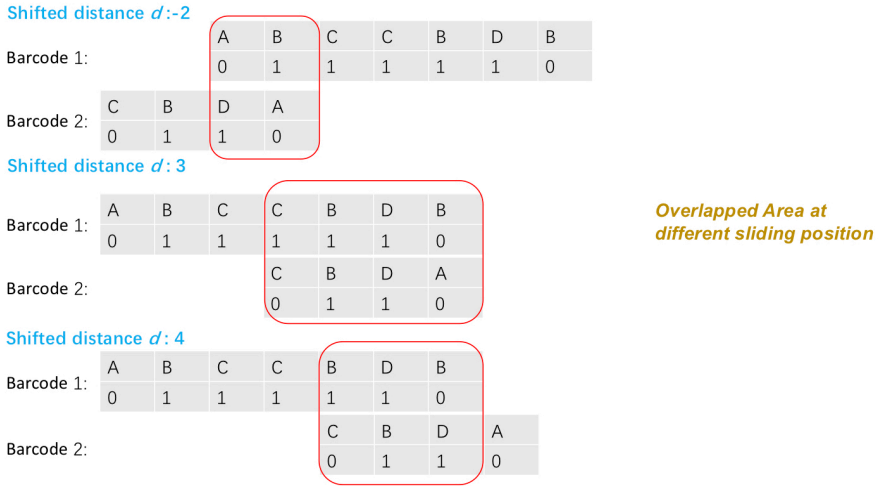 Shifted distance d:-2
A B C C B D B
Barcode 1:
0 1 1 1 1 1 0
C B D A
Barcode 2:
0 1 1 0
Shifted distance d: 3
A B C C B D B
Barcode 1:
0 1 1 1 1 1 0
C B D A
Barcode 2:
0 1 1 0
Overlapped Area at
different sliding position
Shifted distance d: 4
A B C C B D B
Barcode 1:
0 1 1 1 1 1 0
C B D A
Barcode 2:
0 1 1 0